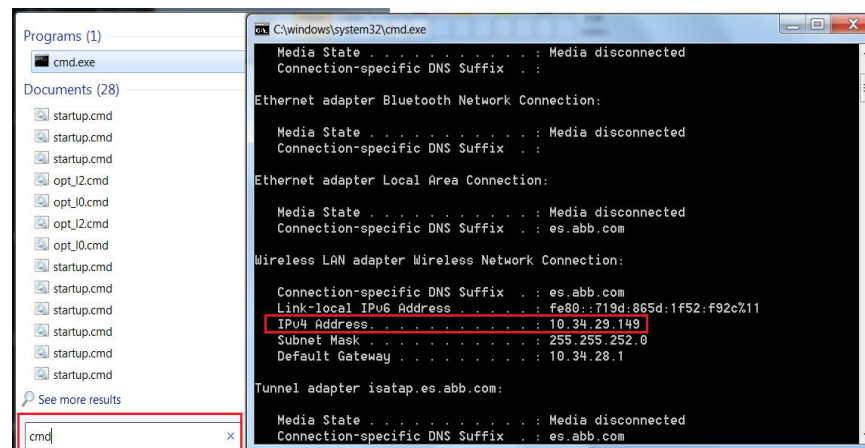 Programs (1)
cmd.exe
Documents (28)
startup.cmd
startup.cmd
startup.cmd
opt_l2.cmd
opt_l0.cmd
opt_l2.cmd
opt_l0.cmd
startup.cmd
startup.cmd
startup.cmd
startup.cmd
startup.cmd
startup.cmd
See more results
cmd
C:\windows\system32\cmd.exe
Media State . . . . . . . . . . . : Media disconnected
Connection-specific DNS Suffix . :
Ethernet adapter Bluetooth Network Connection:
Media State . . . . . . . . . . . : Media disconnected
Connection-specific DNS Suffix . :
Ethernet adapter Local Area Connection:
Media State . . . . . . . . . . . : Media disconnected
Connection-specific DNS Suffix . : es.abb.com
Wireless LAN adapter Wireless Network Connection:
Connection-specific DNS Suffix . : es.abb.com
Link-local IPv6 Address . . . . . : fe80::719d:865d:1f52:f92c%11
IPv4 Address. . . . . . . . . . . : 10.34.29.149
Subnet Mask . . . . . . . . . . . : 255.255.252.0
Default Gateway . . . . . . . . . : 10.34.28.1
Tunnel adapter isatap.es.abb.com:
Media State . . . . . . . . . . . : Media disconnected
Connection-specific DNS Suffix . : es.abb.com